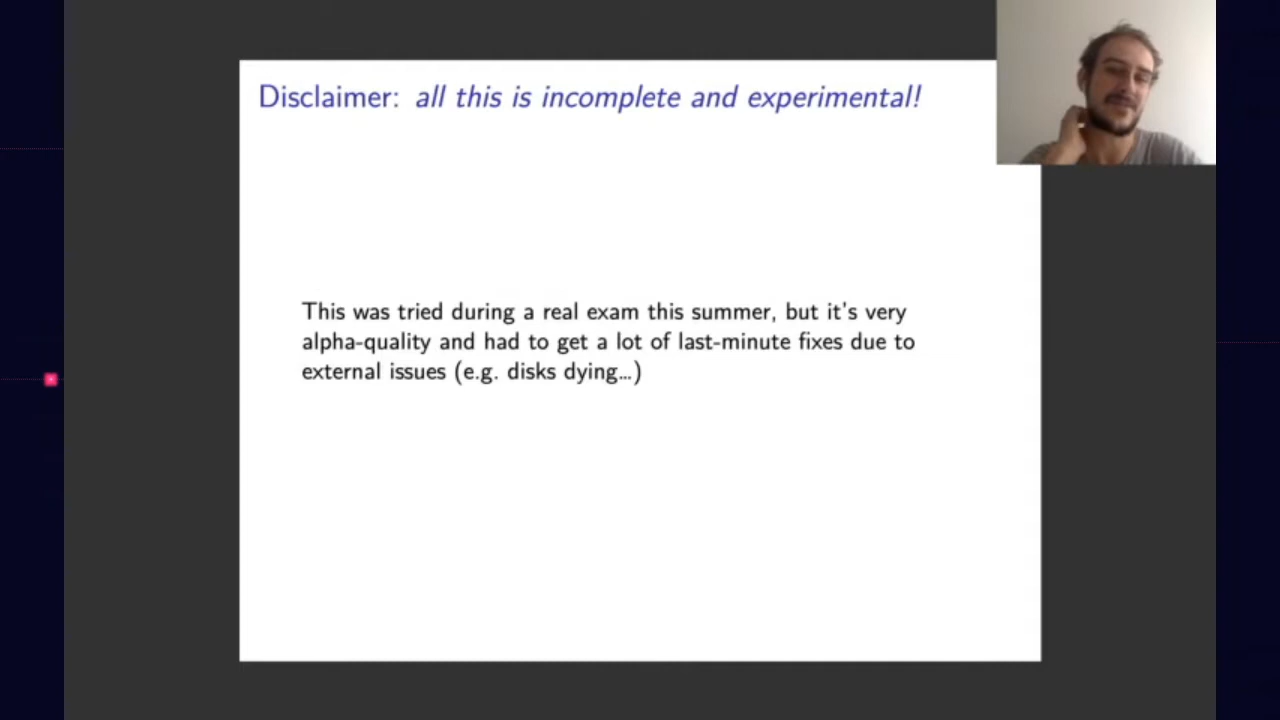 Disclaimer: all this is incomplete and experimental!
This was tried during a real exam this summer, but it's very
alpha-quality and had to get a lot of last-minute fixes due to
external issues (e.g. disks dying…)